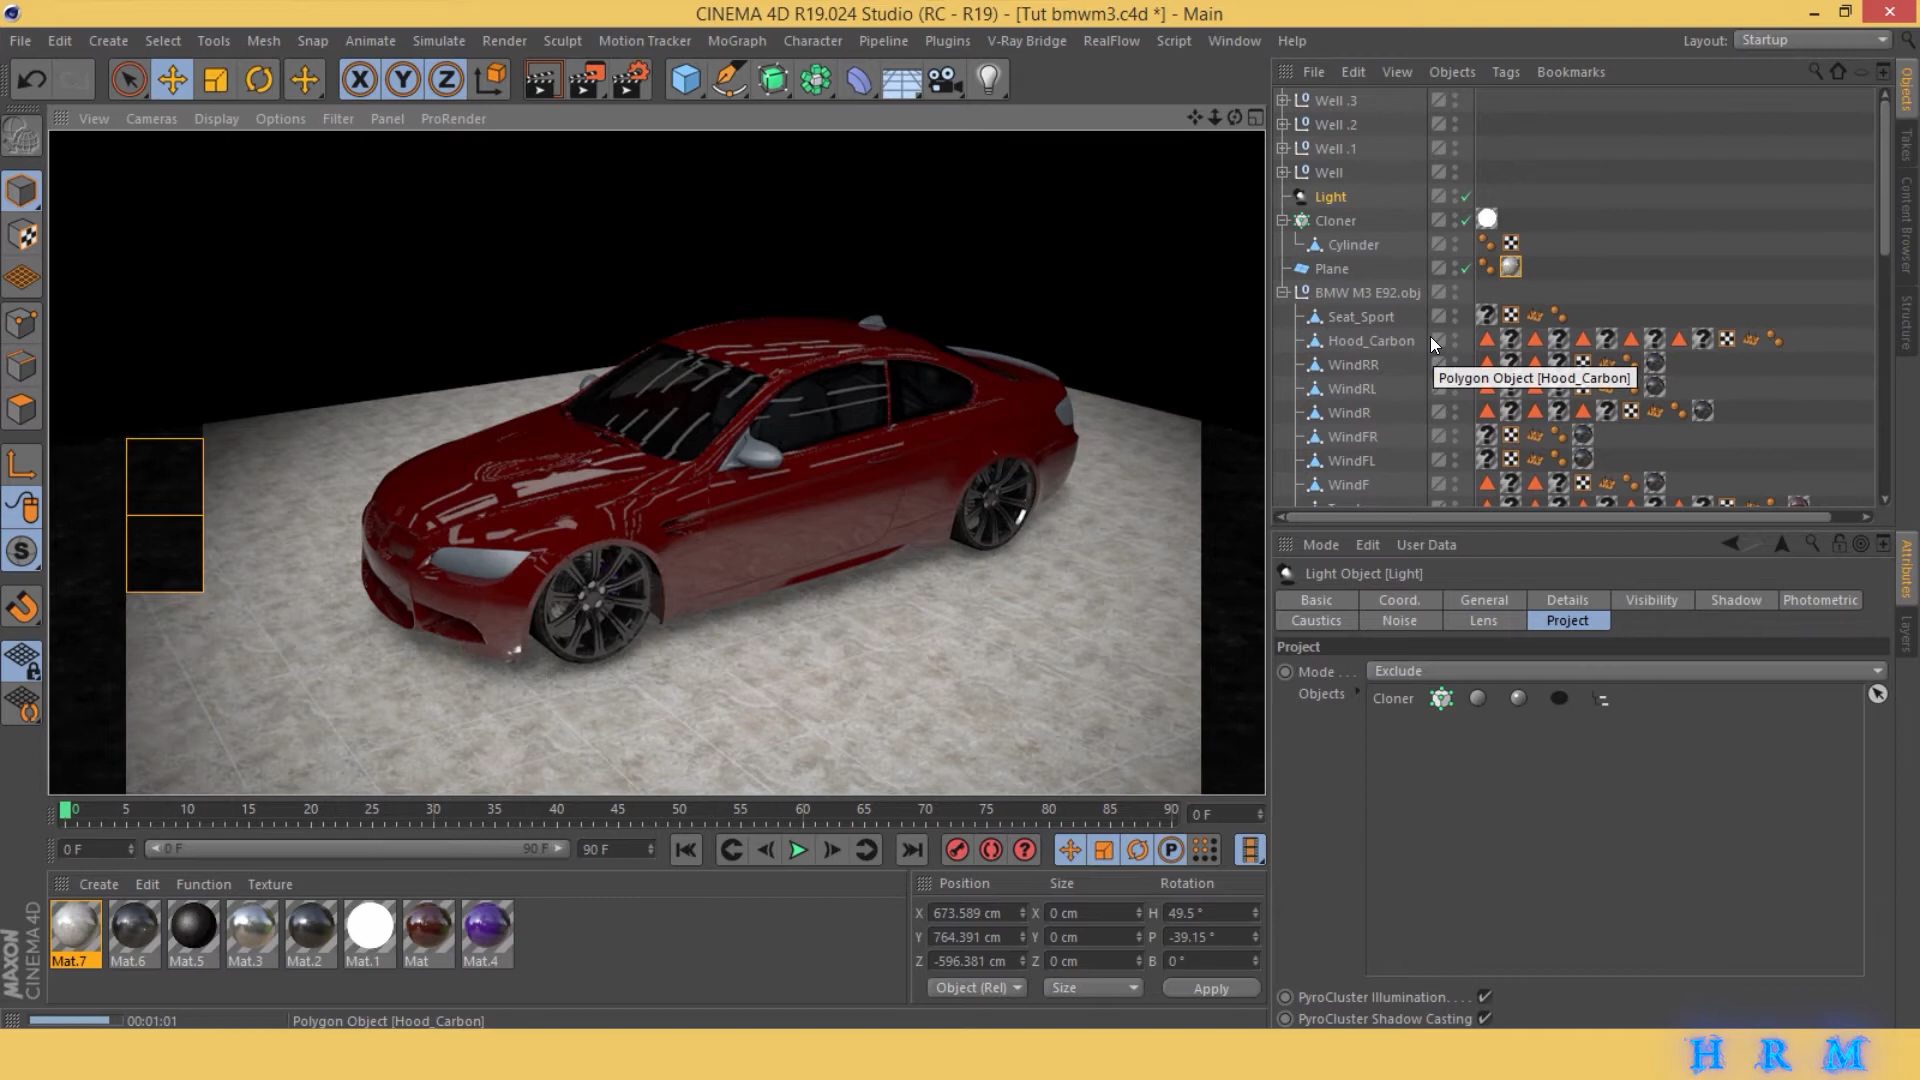 CINEMA 4D R19.024 Studio (RC - R19) - [Tut bmwm3.c4d *] - Main
File Edit Create Select Tools Mesh Snap Animate Simulate Render Sculpt Motion Tracker MoGraph Character Pipeline Plugins V-Ray Bridge RealFlow Script Window Help
Layout: Startup
View Cameras Display Options Filter Panel ProRender
File Edit View Objects Tags Bookmarks
Well .3
Well .2
Well .1
Well
Light
Cloner
Cylinder
Plane
BMW M3 E92.obj
Seat_Sport
Hood_Carbon
WindRR
Polygon Object [Hood_Carbon]
WindRL
WindR
WindFR
WindFL
WindF
Objects
Takes
Content Browser
Structure
Mode Edit User Data
Light Object [Light]
Basic Coord. General Details Visibility Shadow Photometric
Caustics Noise Lens Project
Project
Mode . . . Exclude
Objects Cloner
PyroCluster Illumination. . . .
PyroCluster Shadow Casting
Attributes
Layers
0 5 10 15 20 25 30 35 40 45 50 55 60 65 70 75 80 85 90 0 F
0 F 0 F 90 F 90 F
Create Edit Function Texture
Mat.7 Mat.6 Mat.5 Mat.3 Mat.2 Mat.1 Mat Mat.4
Position Size Rotation
X 673.589 cm X 0 cm H 49.5 °
Y 764.391 cm Y 0 cm P -39.15 °
Z -596.381 cm Z 0 cm B 0 °
Object (Rel) Size Apply
MAXON
CINEMA 4D
00:01:01 Polygon Object [Hood_Carbon]
H R M